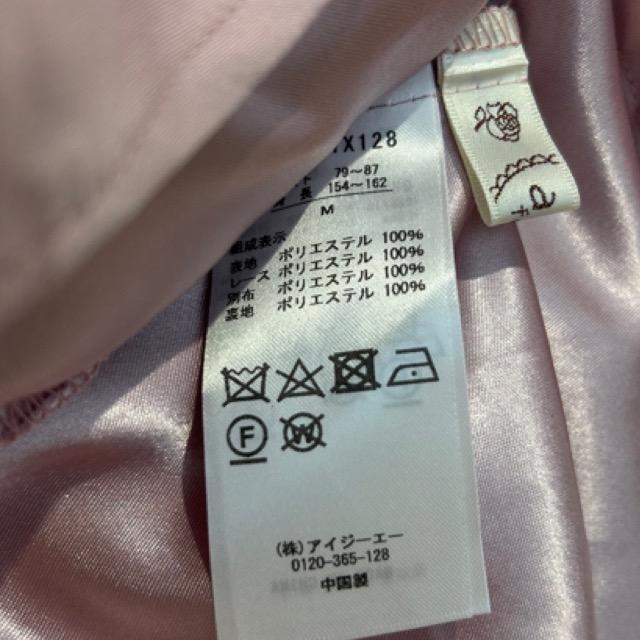 X128
79~87
長 154~162
M
組成表示
表地 ポリエステル 100%
レース ポリエステル 100%
別布 ポリエステル 100%
裏地 ポリエステル 100%
F
W
(株)アイジーエー
0120-365-128
中国製